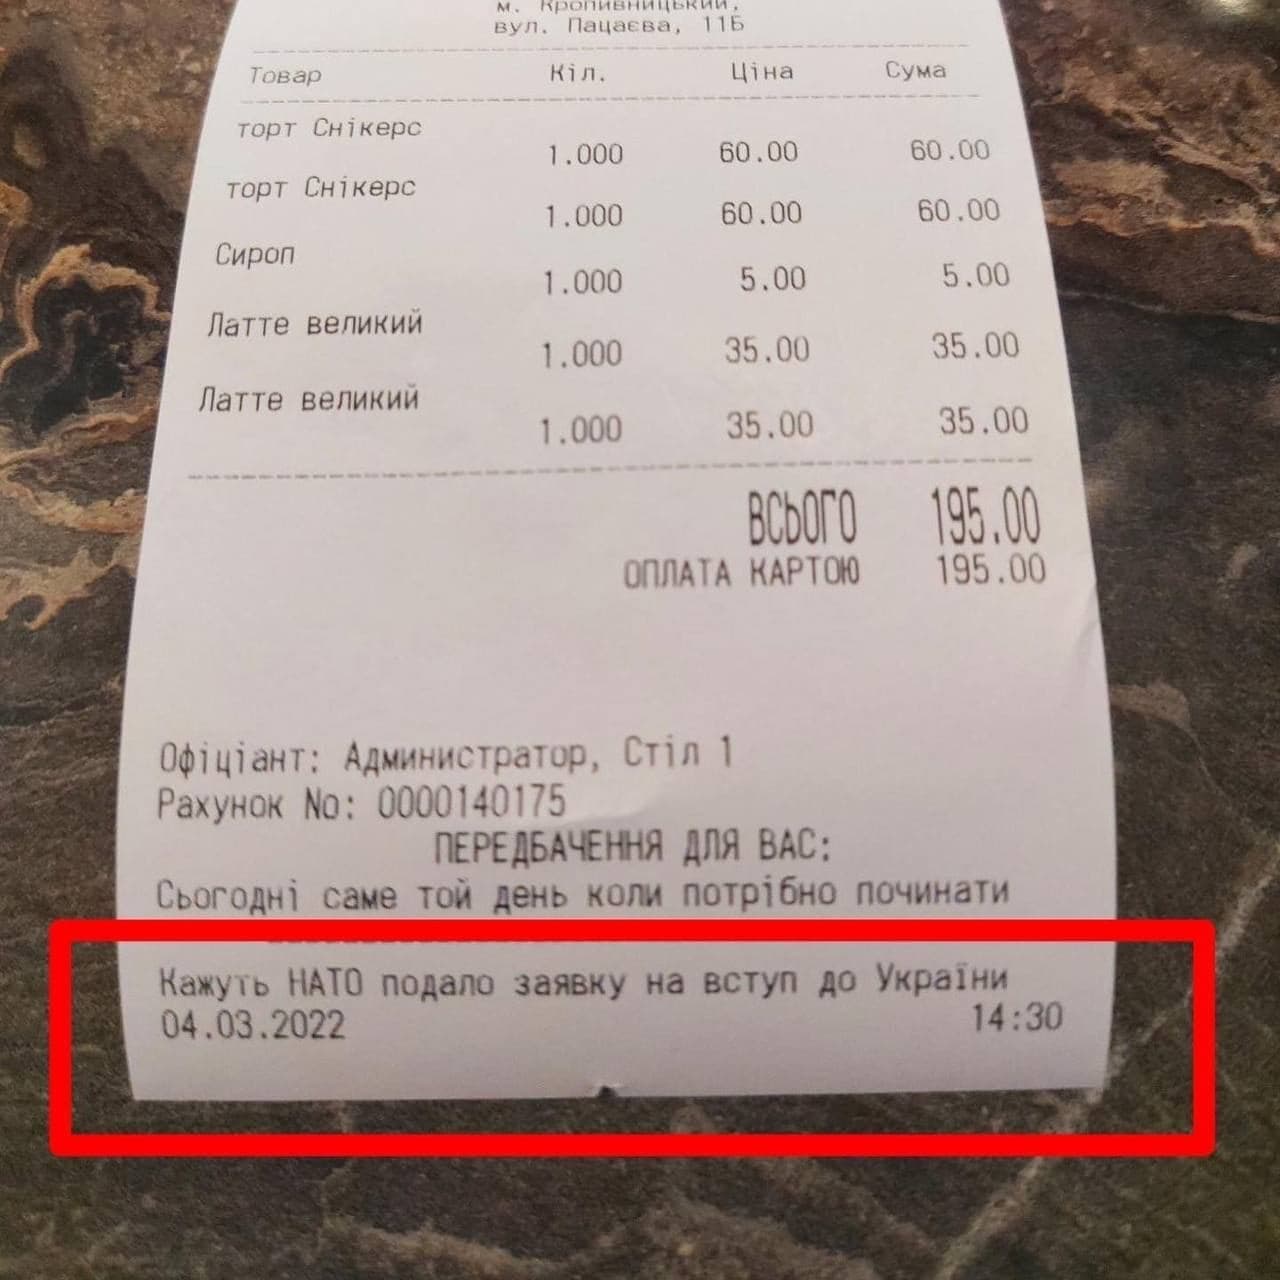 м. Кропивницький,
вул. Пацаєва, 11Б
Товар Кіл. Ціна Сума
торт Снікерс
1.000 60.00 60.00
торт Снікерс
1.000 60.00 60.00
Сироп
1.000 5.00 5.00
Латте великий
1.000 35.00 35.00
Латте великий
1.000 35.00 35.00
ВСЬОГО 195.00
ОПЛАТА КАРТОЮ 195.00
Офіціант: Администратор, Стіл 1
Рахунок No: 0000140175
ПЕРЕДБАЧЕННЯ ДЛЯ ВАС:
Сьогодні саме той день коли потрібно починати
Кажуть НАТО подало заявку на вступ до України
04.03.2022 14:30